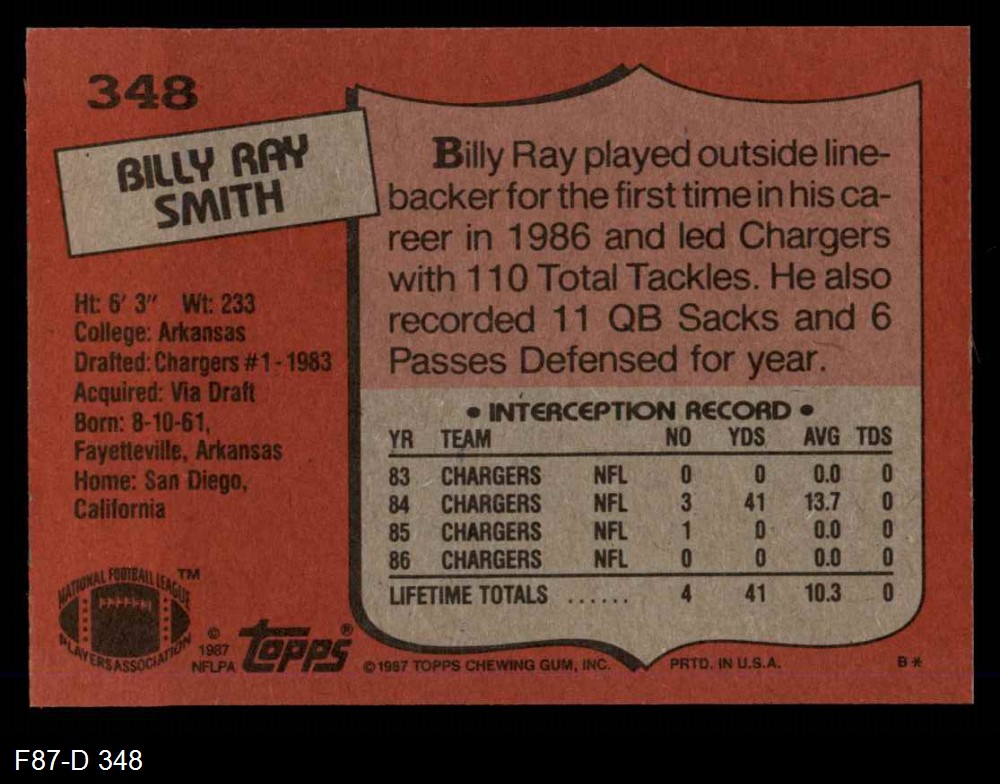 348
BILLY RAY
SMITH
Ht: 6' 3" Wt: 233
College: Arkansas
Drafted: Chargers #1-1983
Acquired: Via Draft
Born: 8-10-61,
Fayetteville, Arkansas
Home: San Diego,
California
Billy Ray played outside line-
backer for the first time in his ca-
reer in 1986 and led Chargers
with 110 Total Tackles. He also
recorded 11 QB Sacks and 6
Passes Defensed for year.
• INTERCEPTION RECORD •
YR TEAM NO YDS AVG TDS
83 CHARGERS NFL 0 0 0.0 0
84 CHARGERS NFL 3 41 13.7 0
85 CHARGERS NFL 1 0 0.0 0
86 CHARGERS NFL 0 0 0.0 0
LIFETIME TOTALS ...... 4 41 10.3 0
NATIONAL FOOTBALL LEAGUE ™
PLAYERS ASSOCIATION
©
1987
NFLPA
topps®
©1987 TOPPS CHEWING GUM, INC. PRTD. IN U.S.A. B*
F87-D 348